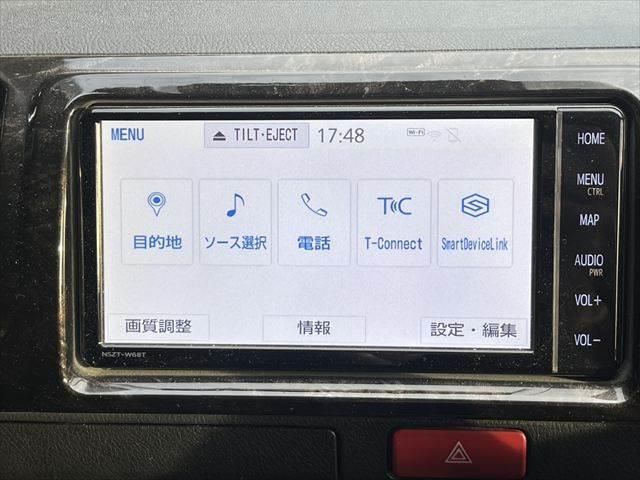 MENU
TILT·EJECT
17:48
Wi-Fi
目的地
ソース選択
電話
T-Connect
SmartDeviceLink
画質調整
情報
設定・編集
NSZT-W68T
HOME
MENU
CTRL
MAP
AUDIO
PWR
VOL+
VOL−